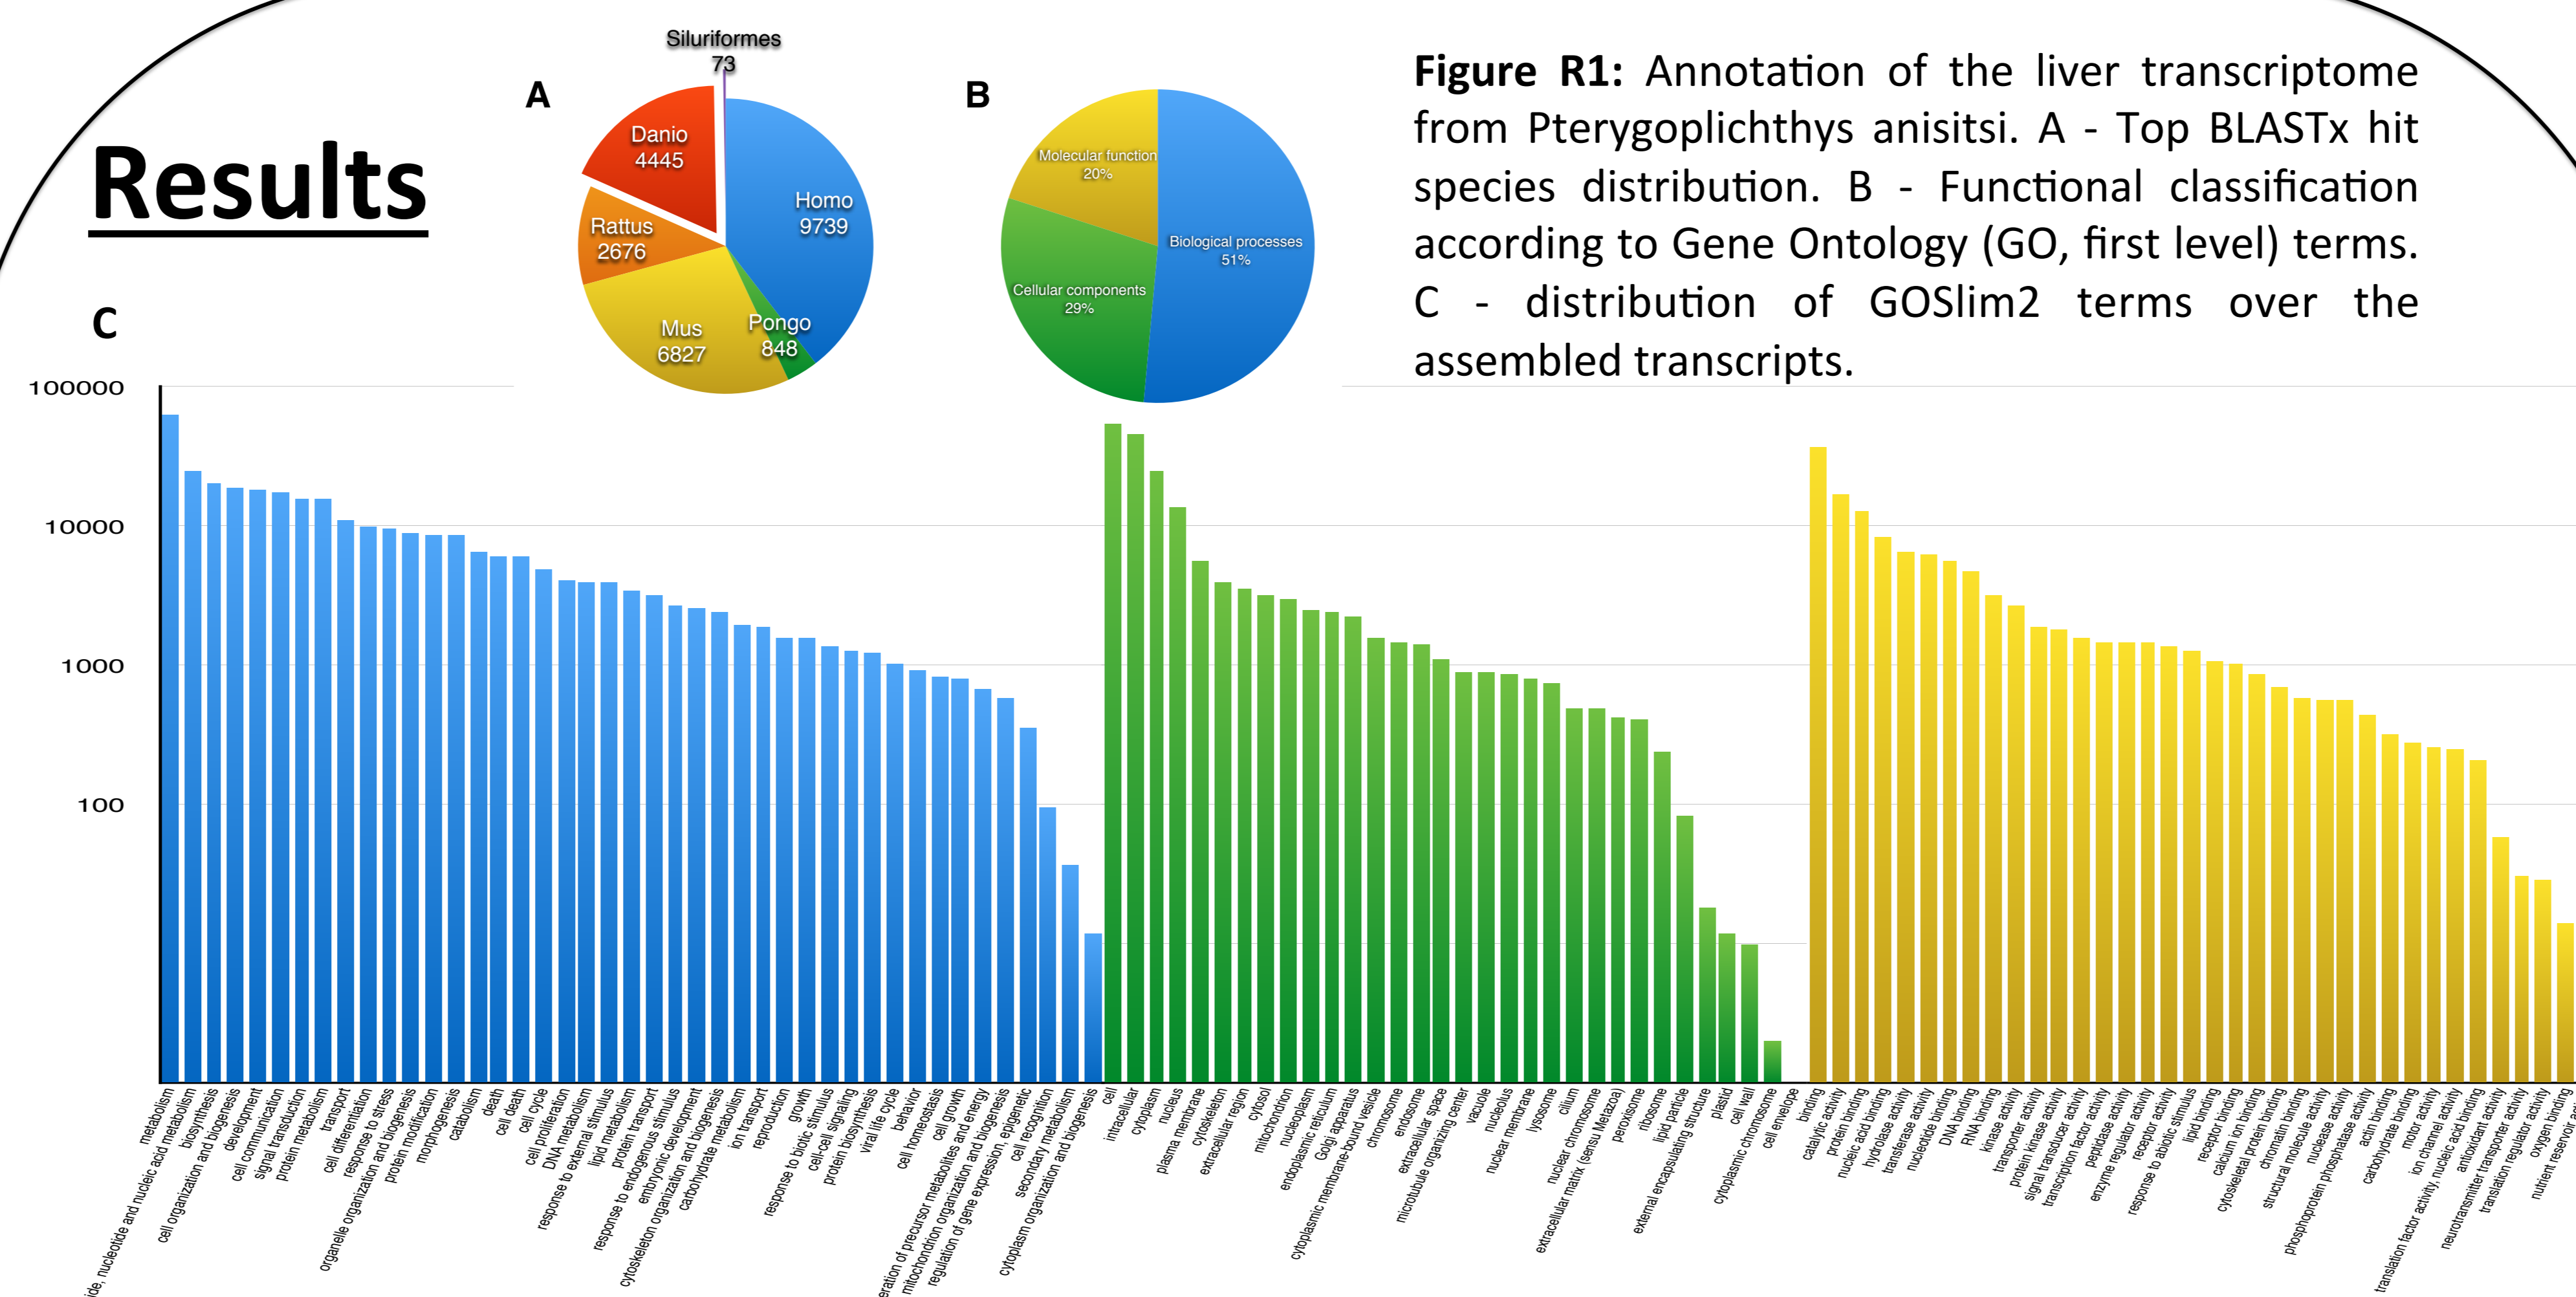 Results
A
Siluriformes
73
Danio
4445
Homo
9739
Rattus
2676
Mus
6827
Pongo
848
B
Molecular function
20%
Biological processes
51%
Cellular components
29%
Figure R1: Annotation of the liver transcriptome
from Pterygoplichthys anisitsi. A - Top BLASTx hit
species distribution. B - Functional classification
according to Gene Ontology (GO, first level) terms.
C - distribution of GOSlim2 terms over the
assembled transcripts.
C
100000
10000
1000
100
metabolism
ide, nucleotide and nucleic acid metabolism
biosynthesis
cell organization and biogenesis
development
cell communication
signal transduction
protein metabolism
transport
cell differentiation
response to stress
organelle organization and biogenesis
protein modification
morphogenesis
catabolism
death
cell death
cell cycle
cell proliferation
DNA metabolism
response to external stimulus
lipid metabolism
protein transport
response to endogenous stimulus
embryonic development
cytoskeleton organization and biogenesis
carbohydrate metabolism
ion transport
reproduction
growth
response to biotic stimulus
cell-cell signaling
protein biosynthesis
viral life cycle
behavior
cell homeostasis
cell growth
eration of precursor metabolites and energy
mitochondrion organization and biogenesis
regulation of gene expression, epigenetic
cell recognition
secondary metabolism
cytoplasm organization and biogenesis
cell
intracellular
cytoplasm
nucleus
plasma membrane
cytoskeleton
extracellular region
cytosol
mitochondrion
nucleoplasm
endoplasmic reticulum
Golgi apparatus
cytoplasmic membrane-bound vesicle
chromosome
endosome
extracellular space
microtubule organizing center
vacuole
nucleolus
nuclear membrane
lysosome
cilium
nuclear chromosome
extracellular matrix (sensu Metazoa)
peroxisome
ribosome
lipid particle
external encapsulating structure
plastid
cell wall
cytoplasmic chromosome
cell envelope
binding
catalytic activity
protein binding
nucleic acid binding
hydrolase activity
transferase activity
nucleotide binding
DNA binding
RNA binding
kinase activity
transporter activity
protein kinase activity
signal transducer activity
transcription factor activity
peptidase activity
enzyme regulator activity
receptor activity
response to abiotic stimulus
lipid binding
receptor binding
calcium ion binding
cytoskeletal protein binding
chromatin binding
structural molecule activity
nuclease activity
phosphoprotein phosphatase activity
actin binding
carbohydrate binding
motor activity
ion channel activity
translation factor activity, nucleic acid binding
antioxidant activity
neurotransmitter transporter activity
translation regulator activity
oxygen binding
nutrient reservoir